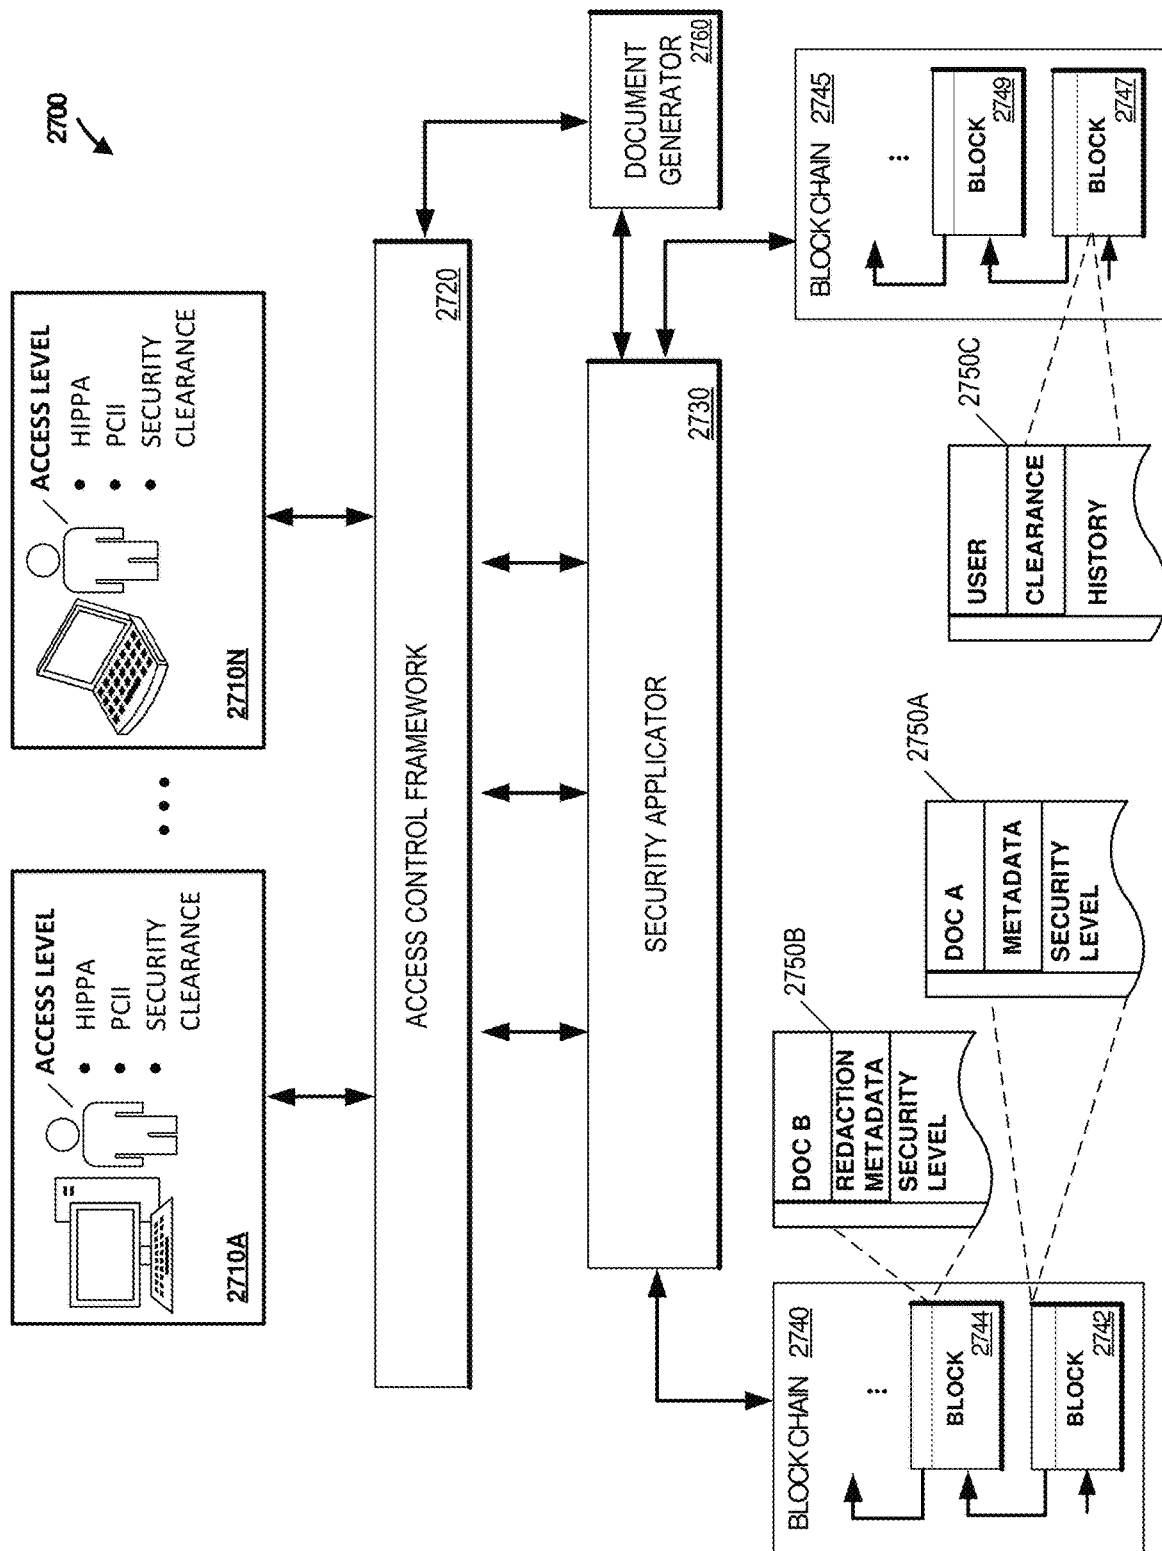 2700
ACCESS LEVEL
• HIPPA
• PCII
• SECURITY
CLEARANCE
2710A
• • •
ACCESS LEVEL
• HIPPA
• PCII
• SECURITY
CLEARANCE
2710N
ACCESS CONTROL FRAMEWORK
2720
SECURITY APPLICATOR
2730
DOCUMENT
GENERATOR
2760
BLOCK CHAIN 2740
...
BLOCK
2744
BLOCK
2742
2750B
DOC B
REDACTION
METADATA
SECURITY
LEVEL
2750A
DOC A
METADATA
SECURITY
LEVEL
2750C
USER
CLEARANCE
HISTORY
BLOCK CHAIN 2745
...
BLOCK
2749
BLOCK
2747